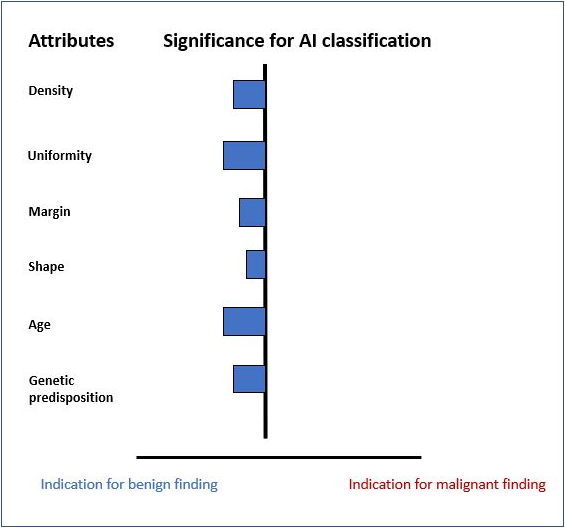 Attributes
Significance for AI classification
Density
Uniformity
Margin
Shape
Age
Genetic
predisposition
Indication for benign finding
Indication for malignant finding